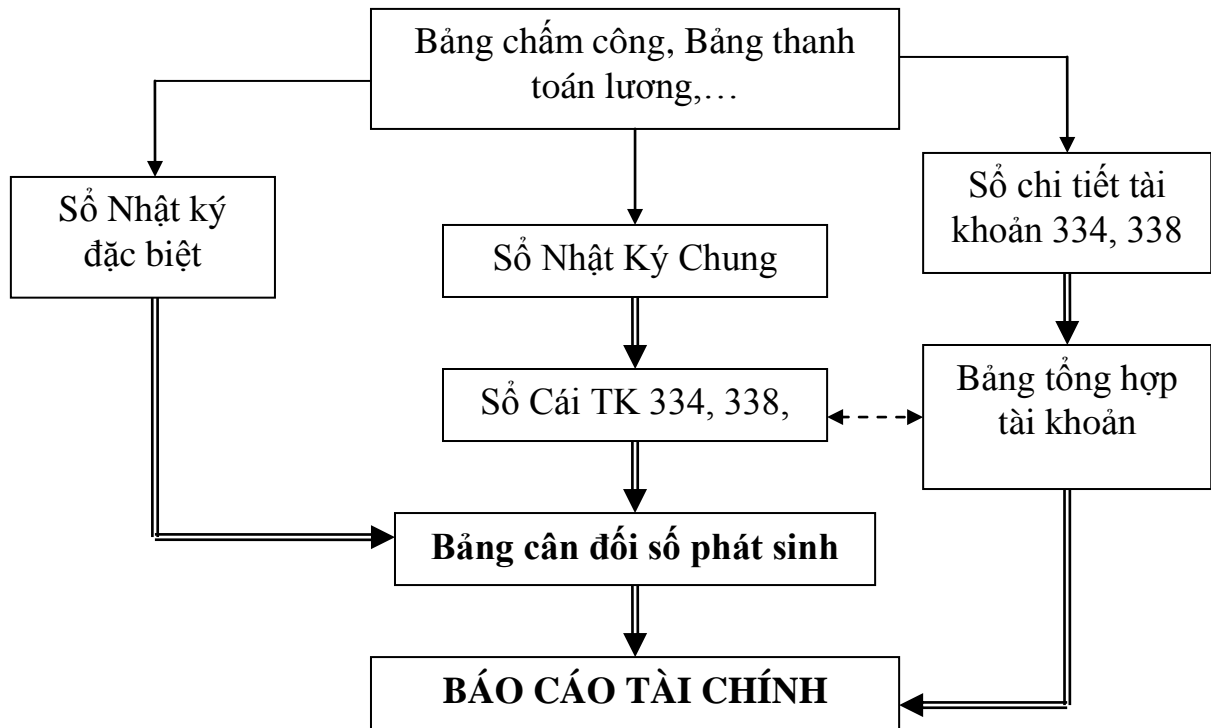 Bảng chấm công, Bảng thanh
toán lương,…
Sổ Nhật ký
đặc biệt
Sổ Nhật Ký Chung
Sổ chi tiết tài
khoản 334, 338
Sổ Cái TK 334, 338,
Bảng tổng hợp
tài khoản
Bảng cân đối số phát sinh
BÁO CÁO TÀI CHÍNH